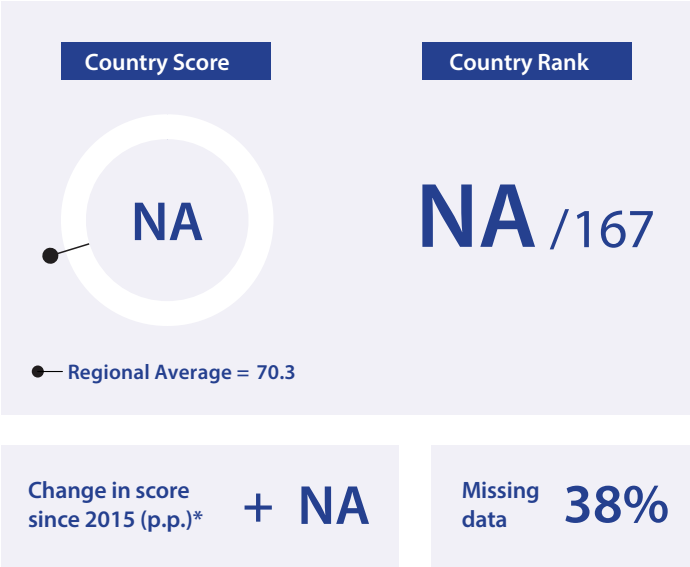 Country Score
Country Rank
NA
NA /167
Regional Average = 70.3
Change in score
since 2015 (p.p.)*
+ NA
Missing
data
38%